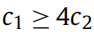 c₁ ≥ 4c₂